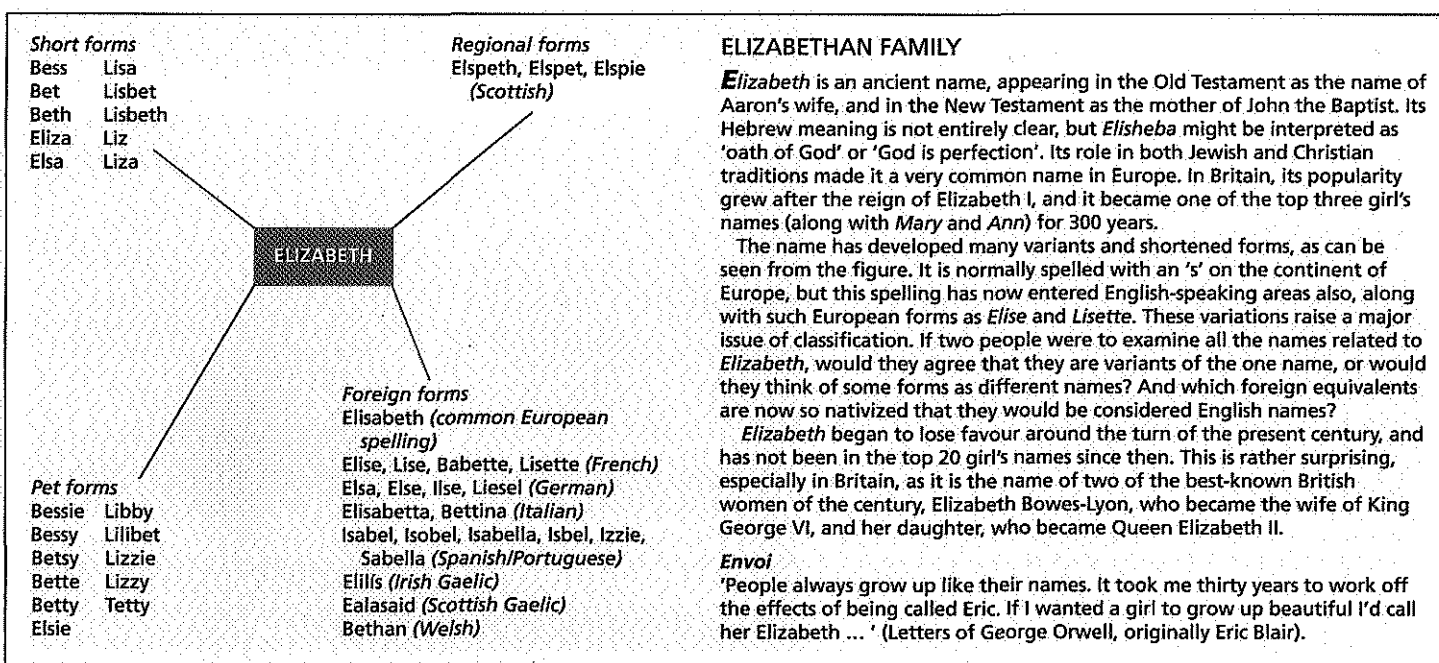 Short forms
Bess Lisa
Bet Lisbet
Beth Lisbeth
Eliza Liz
Elsa Liza
Regional forms
Elspeth, Elspet, Elspie
(Scottish)
ELIZABETH
Pet forms
Bessie Libby
Bessy Lilibet
Betsy Lizzie
Bette Lizzy
Betty Tetty
Elsie
Foreign forms
Elisabeth (common European
spelling)
Elise, Lise, Babette, Lisette (French)
Elsa, Else, Ilse, Liesel (German)
Elisabetta, Bettina (Italian)
Isabel, Isobel, Isabella, Isbel, Izzie,
Sabella (Spanish/Portuguese)
Eilís (Irish Gaelic)
Ealasaid (Scottish Gaelic)
Bethan (Welsh)
ELIZABETHAN FAMILY
Elizabeth is an ancient name, appearing in the Old Testament as the name of
Aaron's wife, and in the New Testament as the mother of John the Baptist. Its
Hebrew meaning is not entirely clear, but Elisheba might be interpreted as
'oath of God' or 'God is perfection'. Its role in both Jewish and Christian
traditions made it a very common name in Europe. In Britain, its popularity
grew after the reign of Elizabeth I, and it became one of the top three girl's
names (along with Mary and Ann) for 300 years.
The name has developed many variants and shortened forms, as can be
seen from the figure. It is normally spelled with an 's' on the continent of
Europe, but this spelling has now entered English-speaking areas also, along
with such European forms as Elise and Lisette. These variations raise a major
issue of classification. If two people were to examine all the names related to
Elizabeth, would they agree that they are variants of the one name, or would
they think of some forms as different names? And which foreign equivalents
are now so nativized that they would be considered English names?
Elizabeth began to lose favour around the turn of the present century, and
has not been in the top 20 girl's names since then. This is rather surprising,
especially in Britain, as it is the name of two of the best-known British
women of the century, Elizabeth Bowes-Lyon, who became the wife of King
George VI, and her daughter, who became Queen Elizabeth II.
Envoi
'People always grow up like their names. It took me thirty years to work off
the effects of being called Eric. If I wanted a girl to grow up beautiful I'd call
her Elizabeth ... ' (Letters of George Orwell, originally Eric Blair).